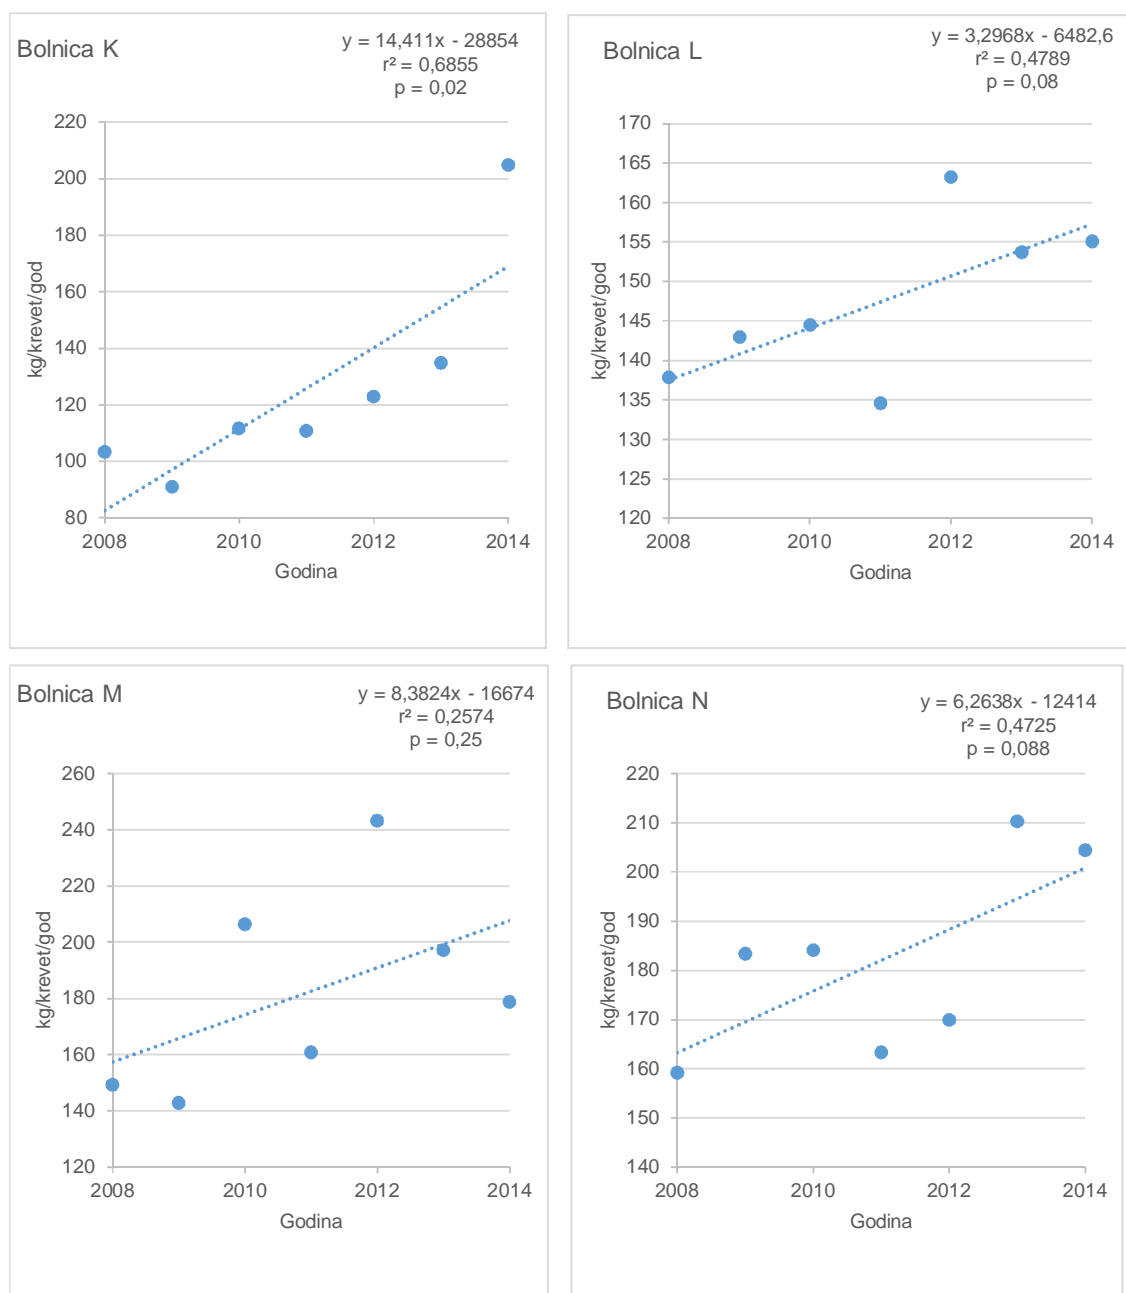 Bolnica K
y = 14,411x - 28854
r² = 0,6855
p = 0,02
220
200
180
160
140
120
100
80
kg/krevet/god
2008 2010 2012 2014
Godina
Bolnica L
y = 3,2968x - 6482,6
r² = 0,4789
p = 0,08
170
165
160
155
150
145
140
135
130
125
120
kg/krevet/god
2008 2010 2012 2014
Godina
Bolnica M
y = 8,3824x - 16674
r² = 0,2574
p = 0,25
260
240
220
200
180
160
140
120
kg/krevet/god
2008 2010 2012 2014
Godina
Bolnica N
y = 6,2638x - 12414
r² = 0,4725
p = 0,088
220
210
200
190
180
170
160
150
140
kg/krevet/god
2008 2010 2012 2014
Godina